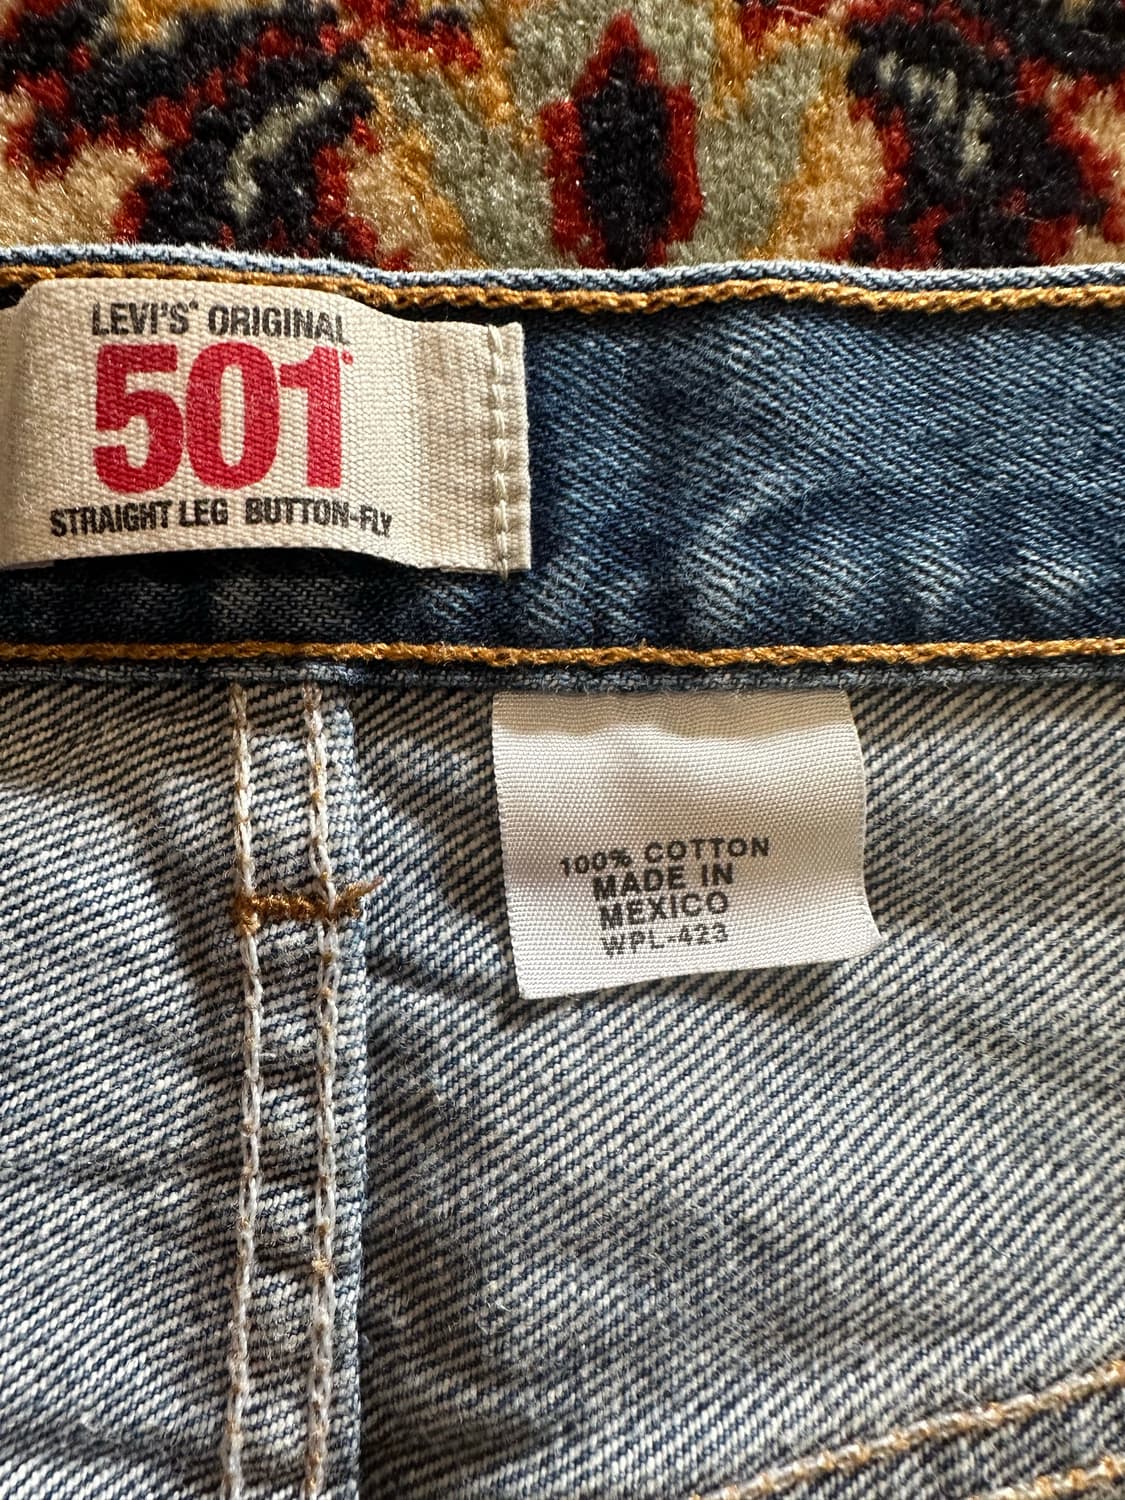 LEVI'S® ORIGINAL
501®
STRAIGHT LEG BUTTON-FLY
100% COTTON
MADE IN
MEXICO
WPL-423